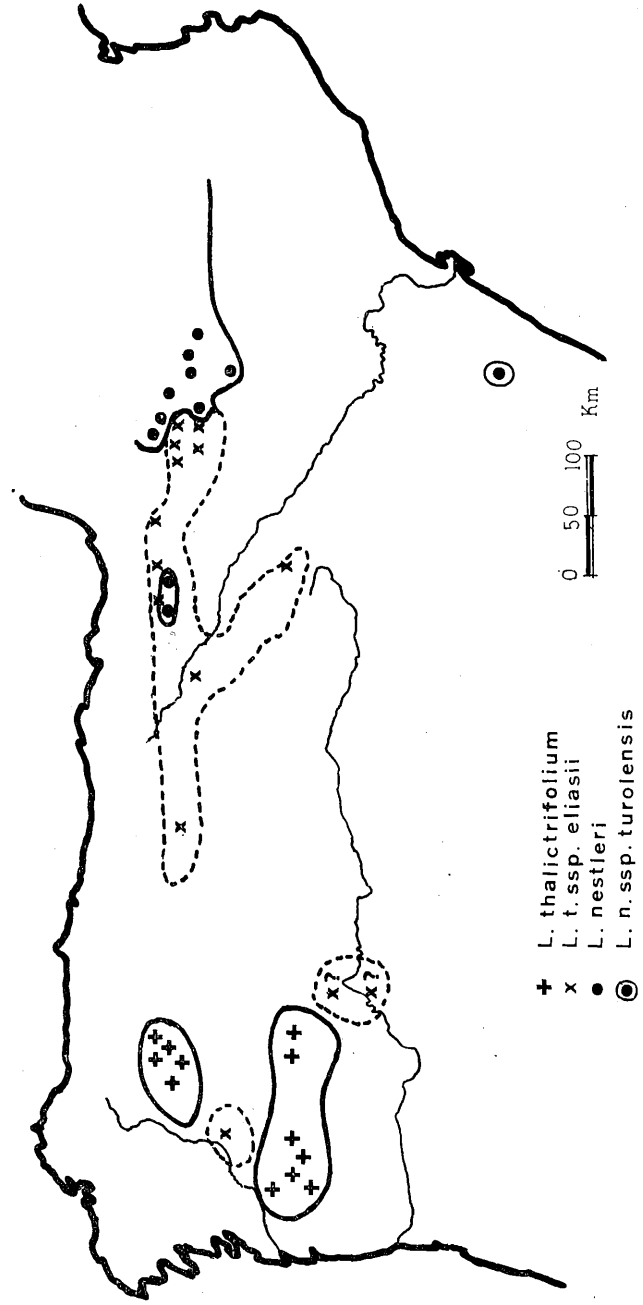 x?
x?
0 50 100 Km
+ L. thalictrifolium
x L. t. ssp. eliasii
● L. nestleri
◉ L. n. ssp. turolensis